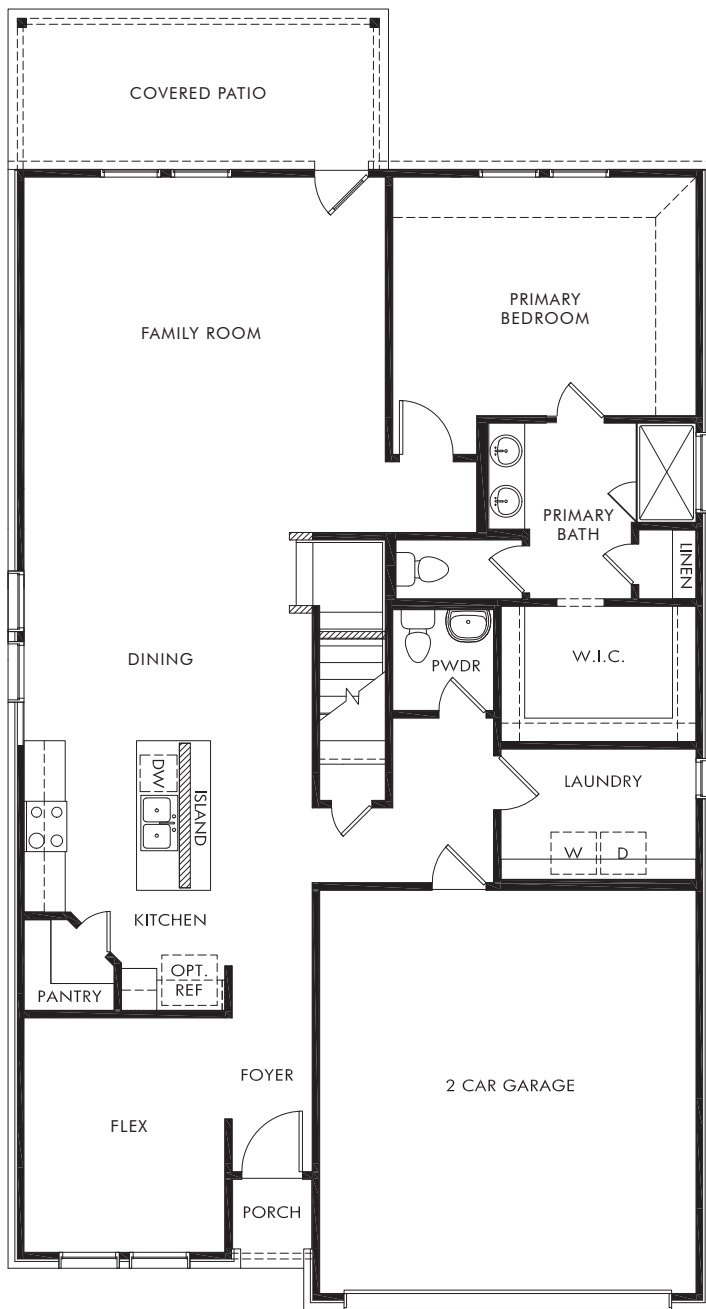 COVERED PATIO
FAMILY ROOM
PRIMARY
BEDROOM
PRIMARY
BATH
LINEN
DINING
PWDR
W.I.C.
DW
ISLAND
LAUNDRY
W
D
KITCHEN
OPT.
REF
PANTRY
FOYER
2 CAR GARAGE
FLEX
PORCH